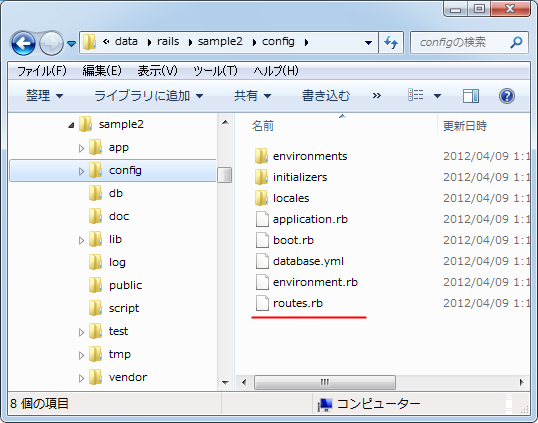 « data ▸ rails ▸ sample2 ▸ config ▸
configの検索
ファイル(F) 編集(E) 表示(V) ツール(T) ヘルプ(H)
整理 ライブラリに追加 共有 書き込む »
sample2
app
config
db
doc
lib
log
public
script
test
tmp
vendor
名前 更新日時
environments 2012/04/09 1:1
initializers 2012/04/09 1:1
locales 2012/04/09 1:1
application.rb 2012/04/09 1:1
boot.rb 2012/04/09 1:1
database.yml 2012/04/09 1:1
environment.rb 2012/04/09 1:1
routes.rb 2012/04/09 1:1
8 個の項目 コンピューター